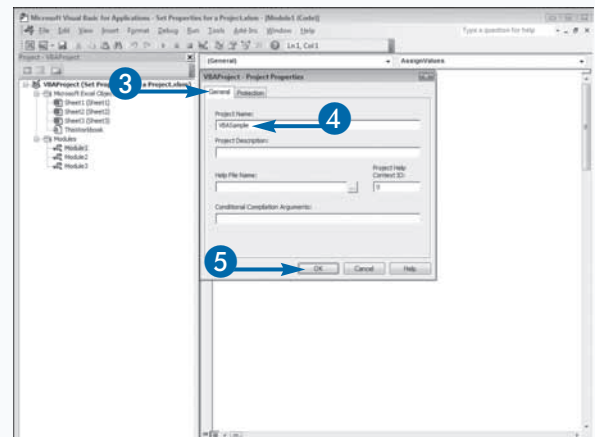 Microsoft Visual Basic for Applications - Set Properties for a Project.xlsm - [Module1 (Code)]
File Edit View Insert Format Debug Run Tools Add-Ins Window Help
Type a question for help
Ln 1, Col 1
Project - VBAProject
VBAProject (Set Prop
a Project.xlsm)
Microsoft Excel Objec
Sheet1 (Sheet1)
Sheet2 (Sheet2)
Sheet3 (Sheet3)
ThisWorkbook
Modules
Module1
Module2
Module3
(General)
AssignValues
VBAProject - Project Properties
General
Protection
Project Name:
VBASample
Project Description:
Help File Name:
...
Project Help
Context ID:
0
Conditional Compilation Arguments:
OK
Cancel
Help
3
4
5